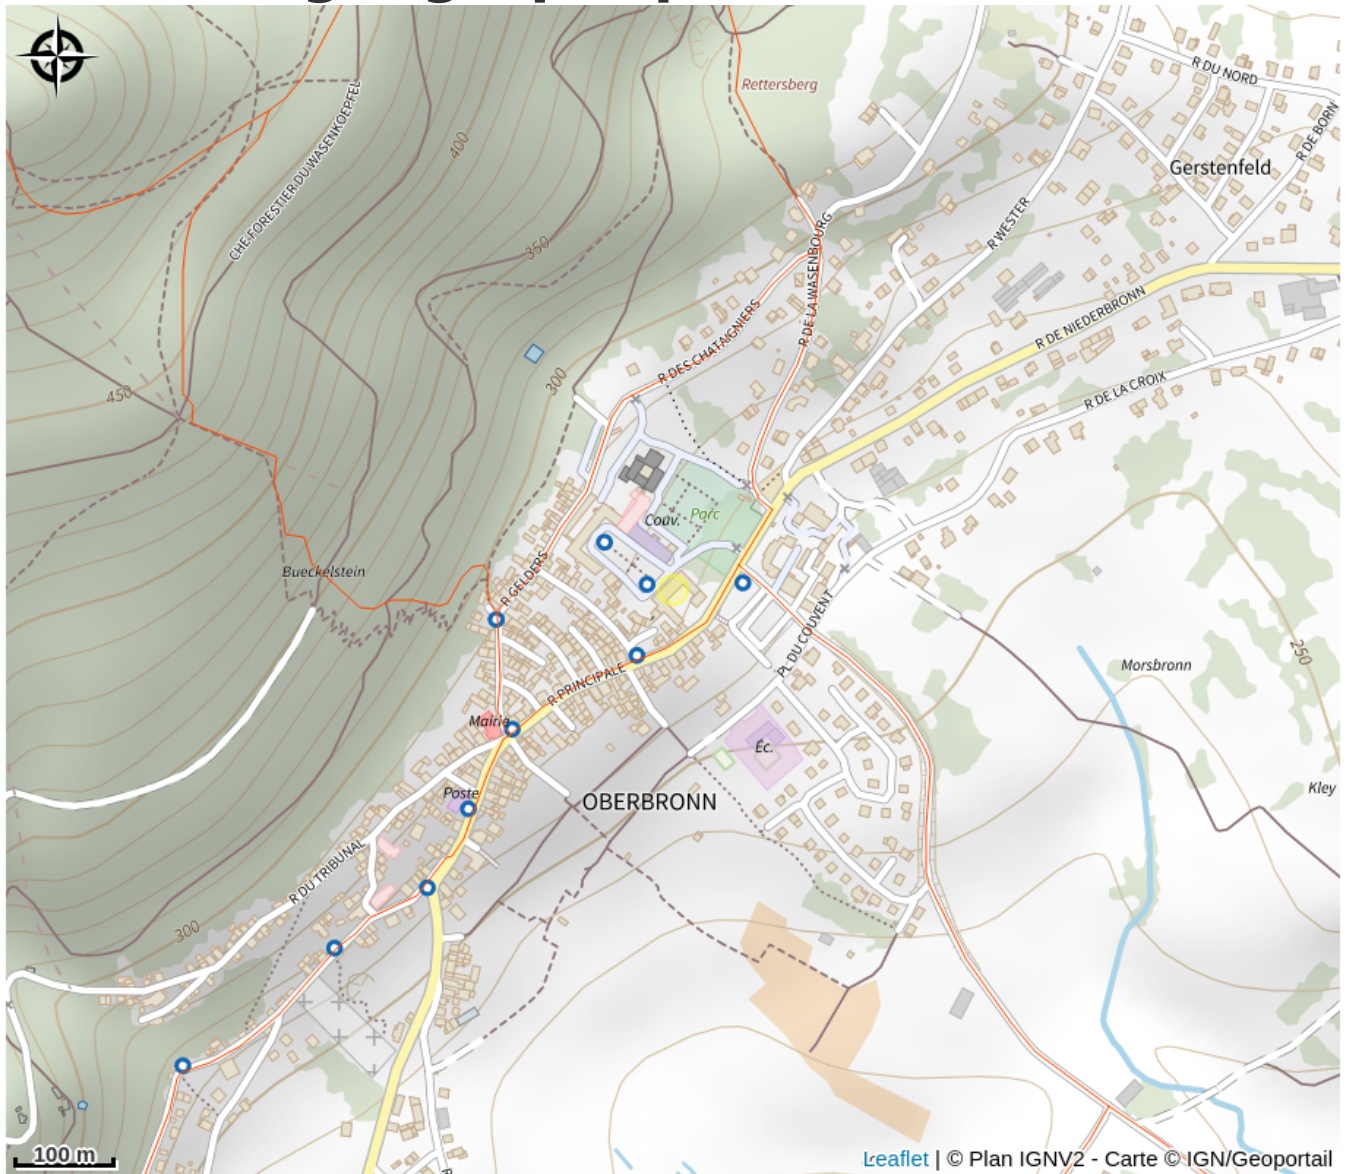 R DU NORD
Rettersberg
R DE BORN
400
Gerstenfeld
CHE FORESTIER DU WASENKOEPFEL
R WESTER
350
R DE LA WASENBOURG
R DE NIEDERBRONN
R DES CHATAIGNIERS
300
450
R DE LA CROIX
Parc
Couv.
Bueckelstein
R GELDERS
PL DU COUVENT
250
Morsbronn
R PRINCIPALE
Mairie
Éc.
Kley
Poste
OBERBRONN
R DU TRIBUNAL
300
100 m
R
Leaflet | © Plan IGNV2 - Carte © IGN/Geoportail